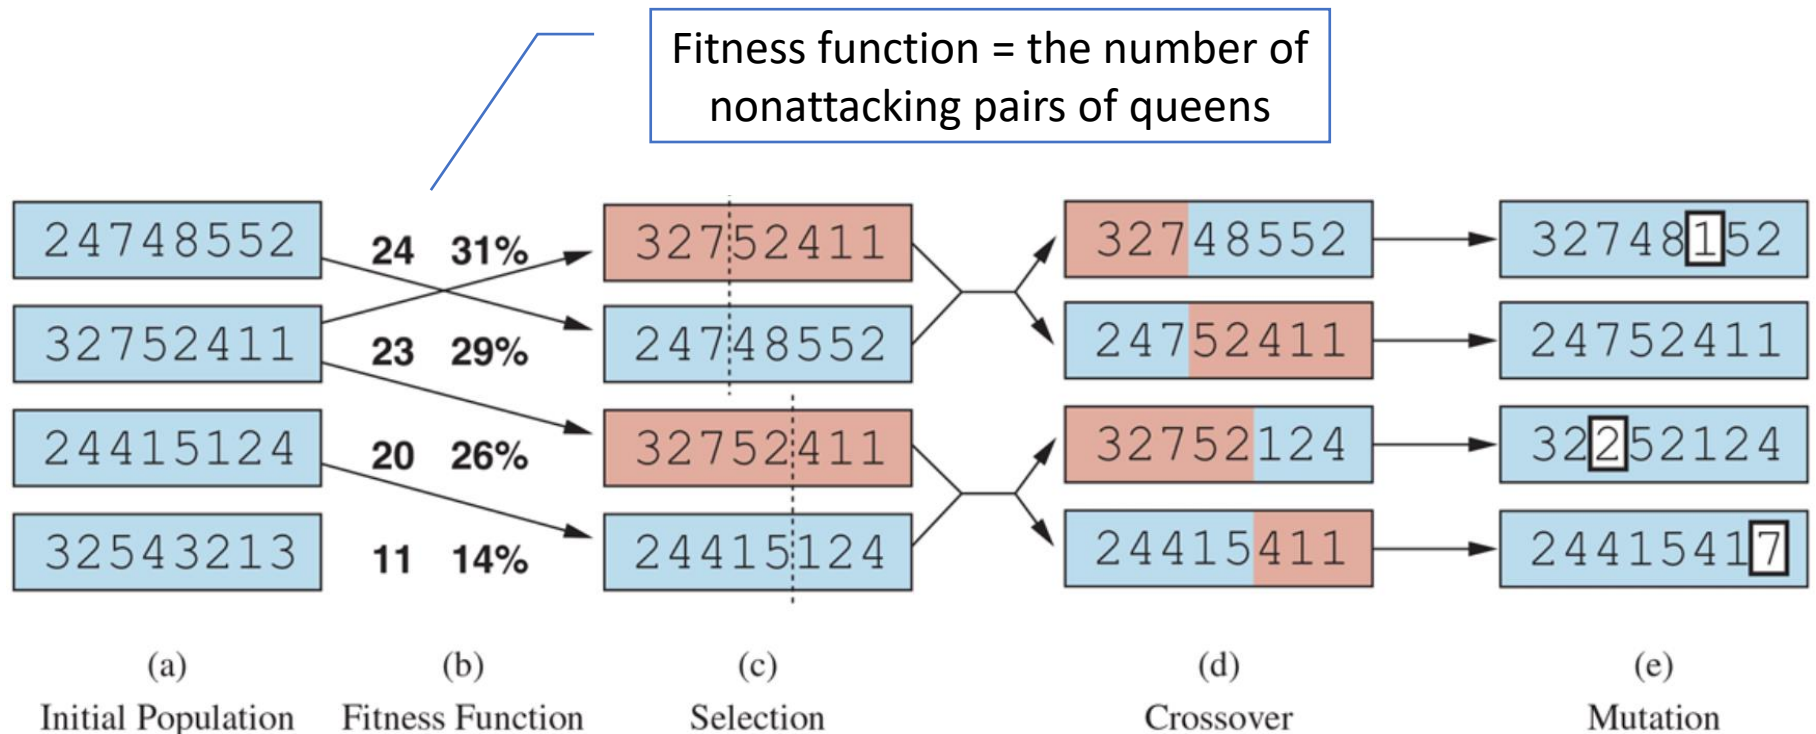 Fitness function = the number of
nonattacking pairs of queens
24748552
32752411
24415124
32543213
24 31%
23 29%
20 26%
11 14%
32752411
24748552
32752411
24415124
32748552
24752411
32752124
24415411
32748152
24752411
32252124
24415417
(a)
Initial Population
(b)
Fitness Function
(c)
Selection
(d)
Crossover
(e)
Mutation